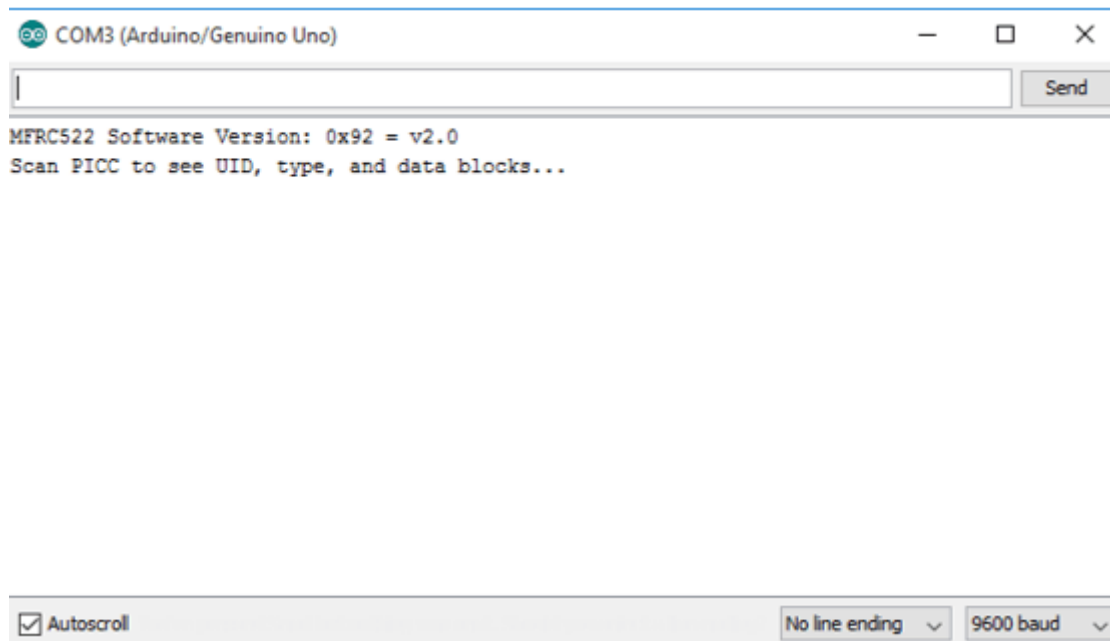 COM3 (Arduino/Genuino Uno)
Send
MFRC522 Software Version: 0x92 = v2.0
Scan PICC to see UID, type, and data blocks...
Autoscroll
No line ending
9600 baud